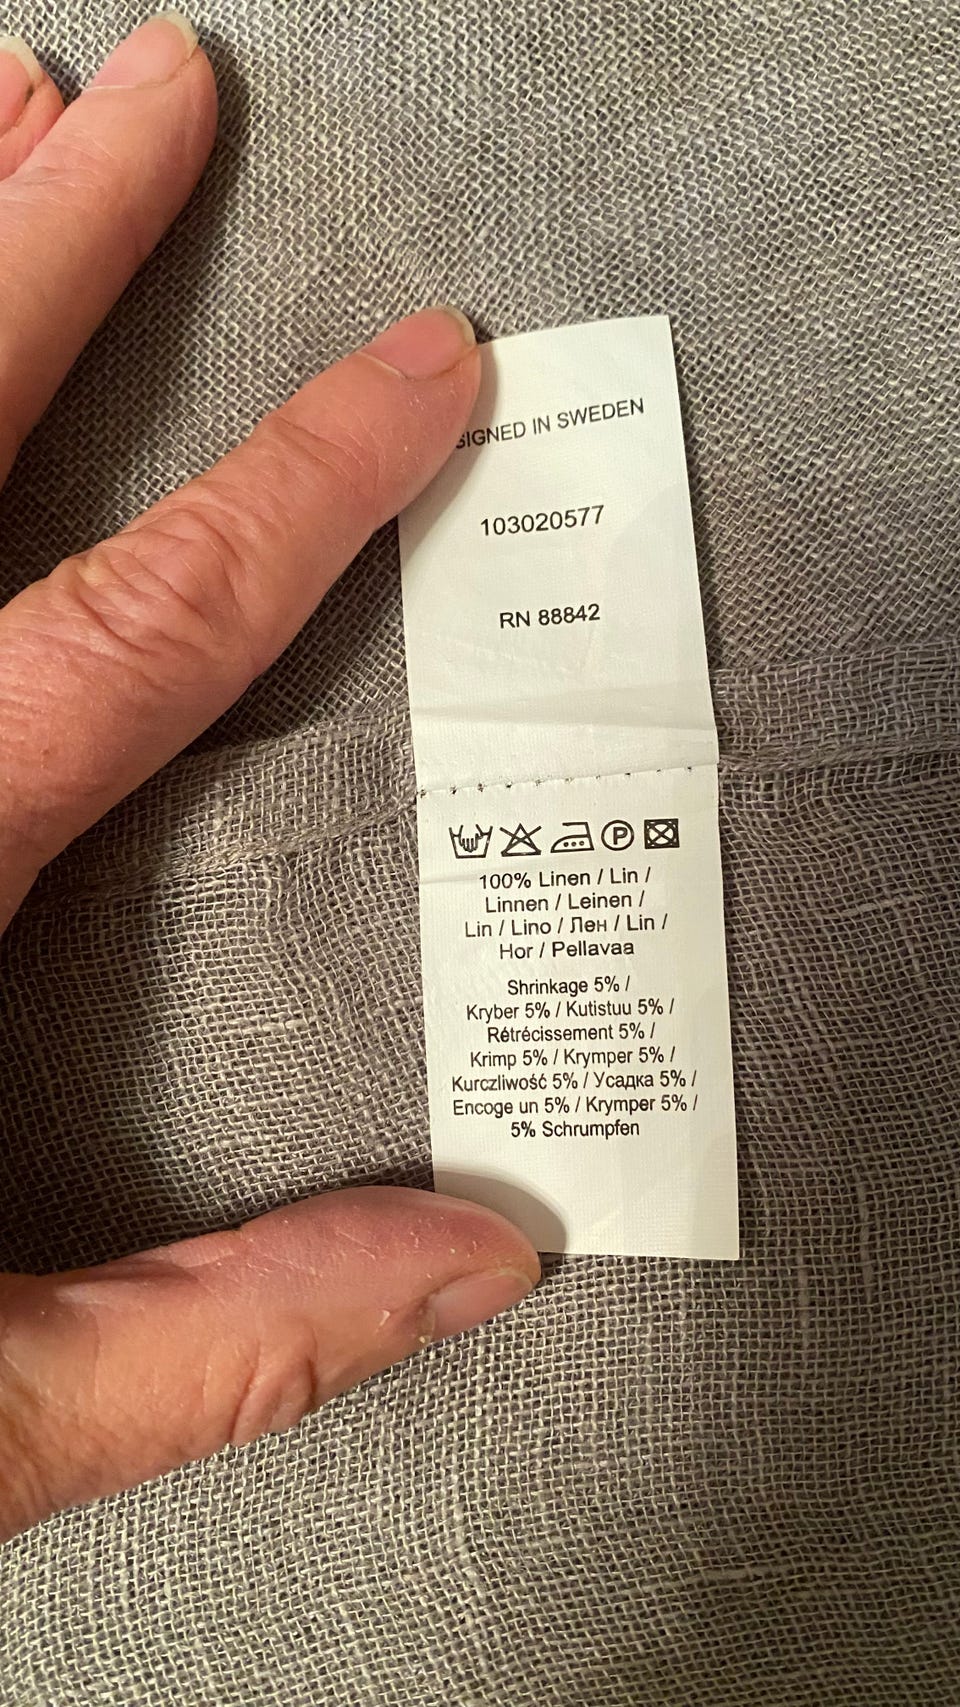 SIGNED IN SWEDEN
103020577
RN 88842
P
100% Linen / Lin /
Linnen / Leinen /
Lin / Lino / Лен / Lin /
Hor / Pellavaa
Shrinkage 5% /
Kryber 5% / Kutistuu 5% /
Rétrécissement 5% /
Krimp 5% / Krymper 5% /
Kurczliwość 5% / Усадка 5% /
Encoge un 5% / Krymper 5% /
5% Schrumpfen